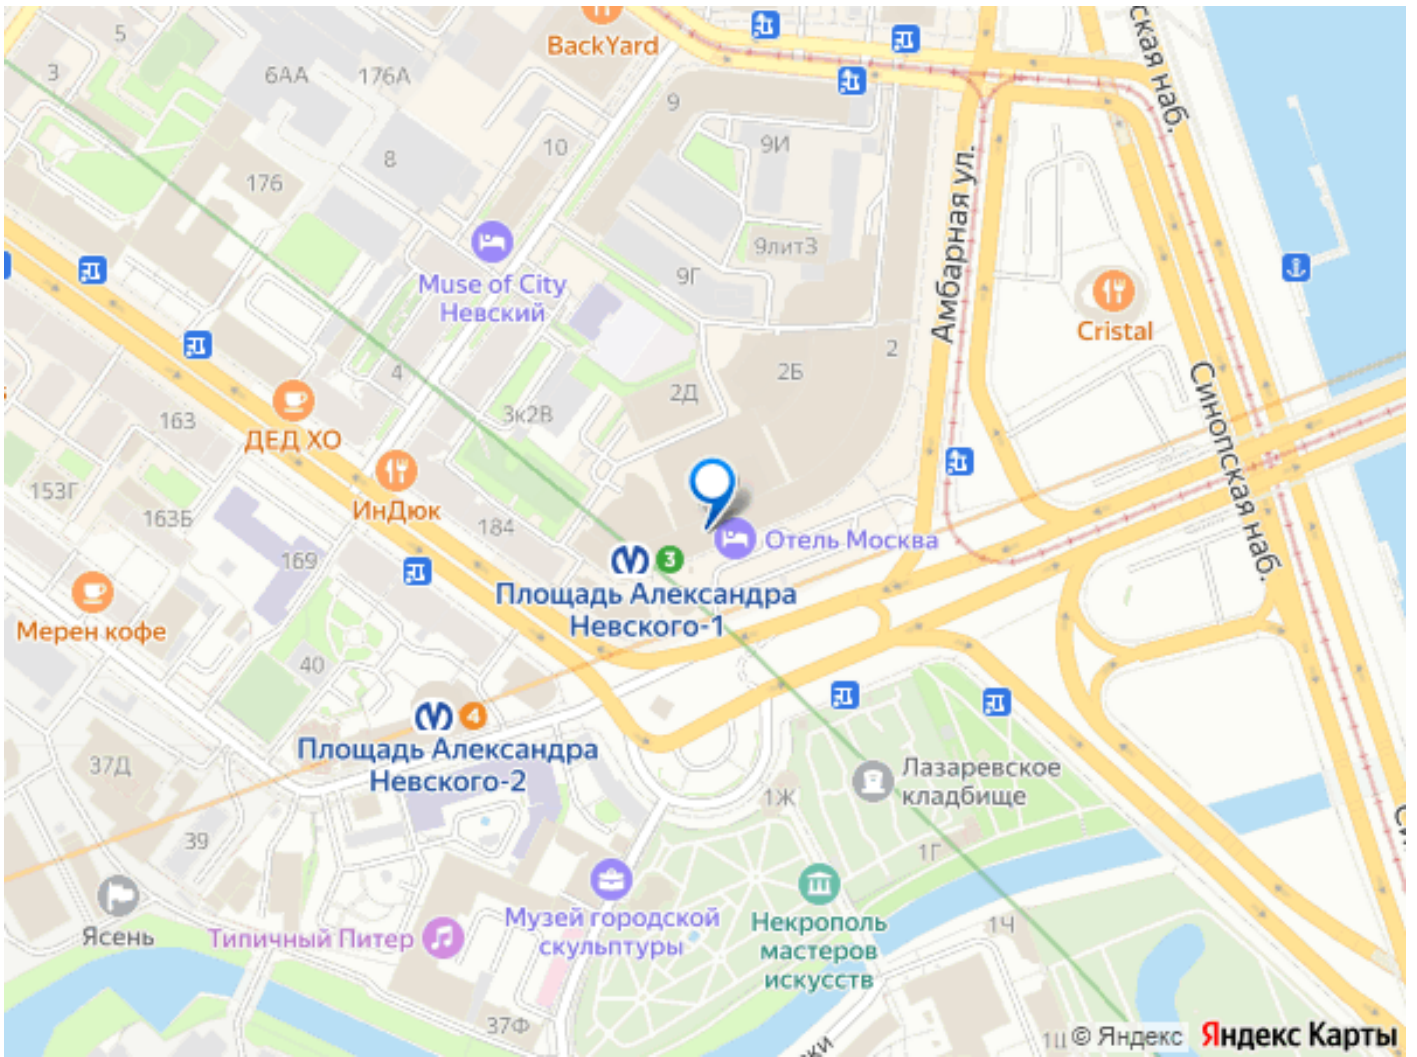 BackYard
ская наб.
5
3
6АА
176А
9
9И
10
8
176
Амбарная ул.
9лит3
9Г
Muse of City
Невский
Cristal
2
2Б
2Д
4
3к2В
163
ДЕД ХО
Синопская наб.
ИнДюк
153Г
163Б
184
169
Отель Москва
3
Площадь Александра
Невского-1
Мерен кофе
40
4
Площадь Александра
Невского-2
37Д
Лазаревское
кладбище
1Ж
39
1Г
Музей городской
скульптуры
Некрополь
мастеров
искусств
Ясень
Типичный Питер
1Ч
37Ф
1Ц
© Яндекс
Яндекс Карты